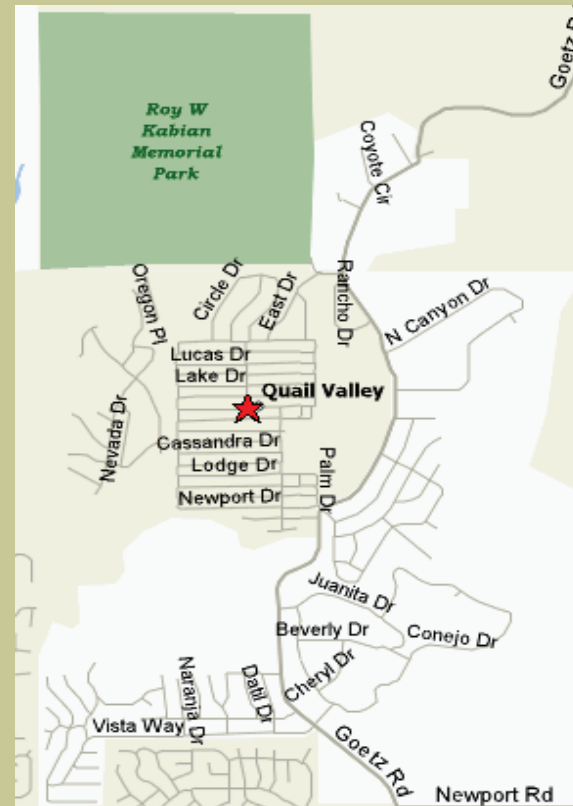 Goetz
Roy W
Kabian
Memorial
Park
Coyote Cir
Oregon Pl
Circle Dr
East Dr
Rancho Dr
N Canyon Dr
Lucas Dr
Lake Dr
Quail Valley
Nevada Dr
Cassandra Dr
Lodge Dr
Palm Dr
Newport Dr
Juanita Dr
Beverly Dr
Conejo Dr
Cheryl Dr
Naranja Dr
Datil Dr
Vista Way
Goetz Rd
Newport Rd